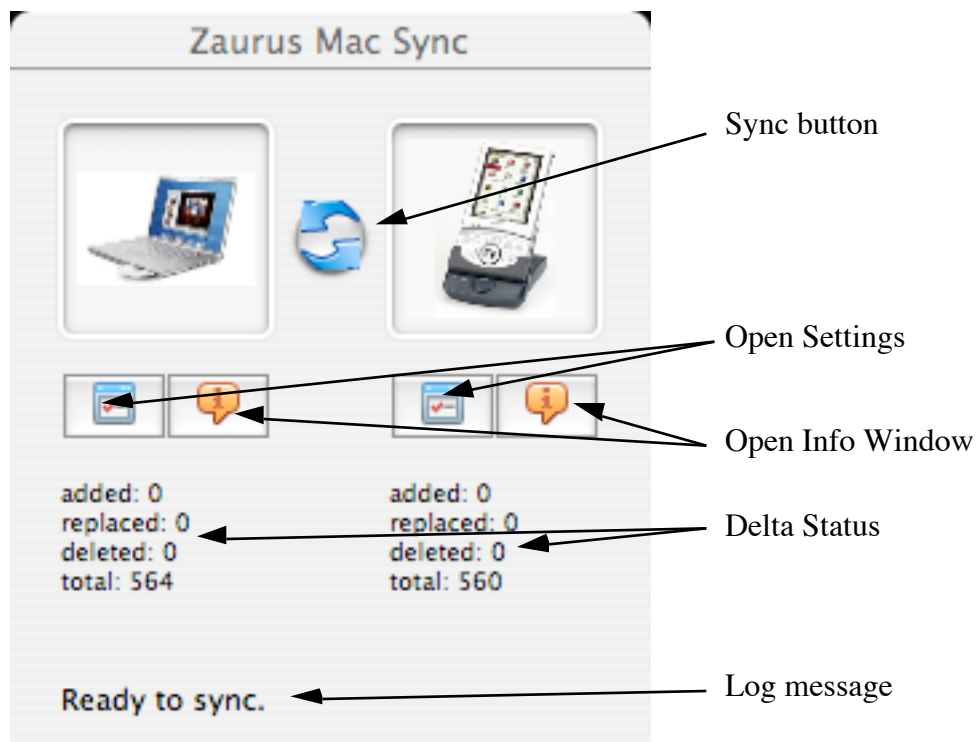 Zaurus Mac Sync
Sync button
Open Settings
Open Info Window
added: 0
replaced: 0
deleted: 0
total: 564
added: 0
replaced: 0
deleted: 0
total: 560
Delta Status
Ready to sync.
Log message